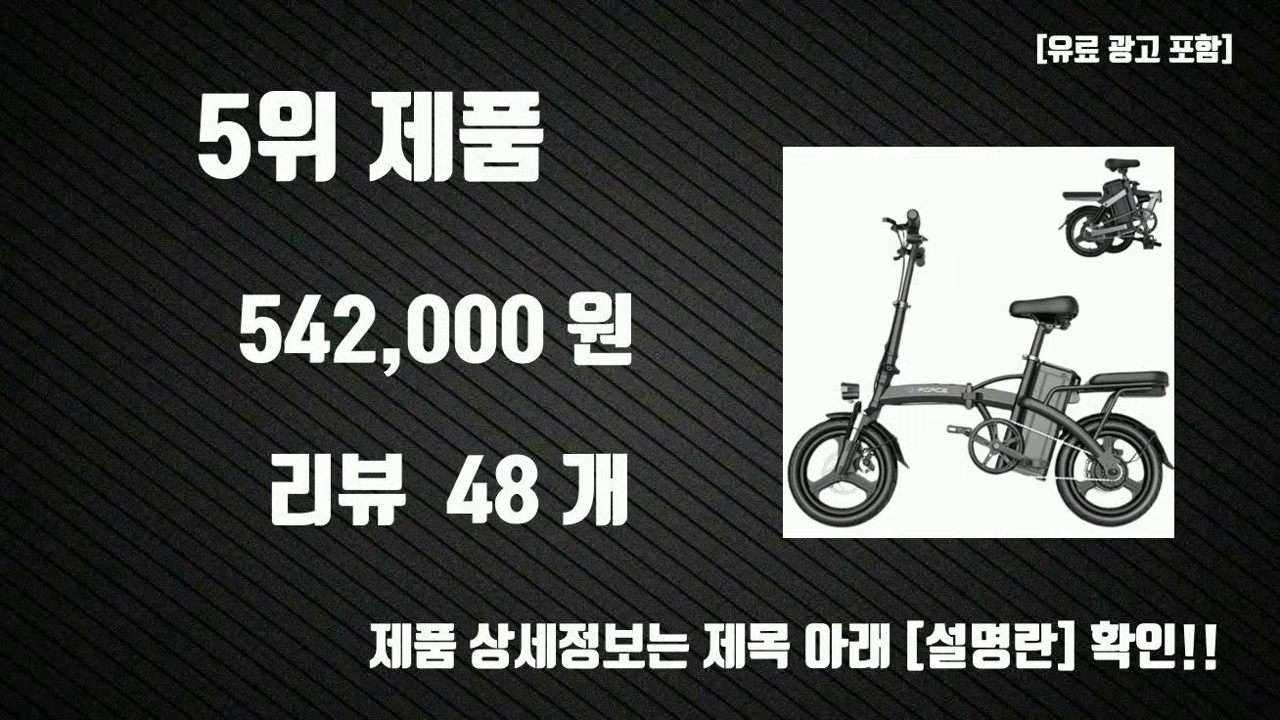 [유료 광고 포함]
5위 제품
542,000 원
리뷰 48 개
제품 상세정보는 제목 아래 [설명란] 확인!!